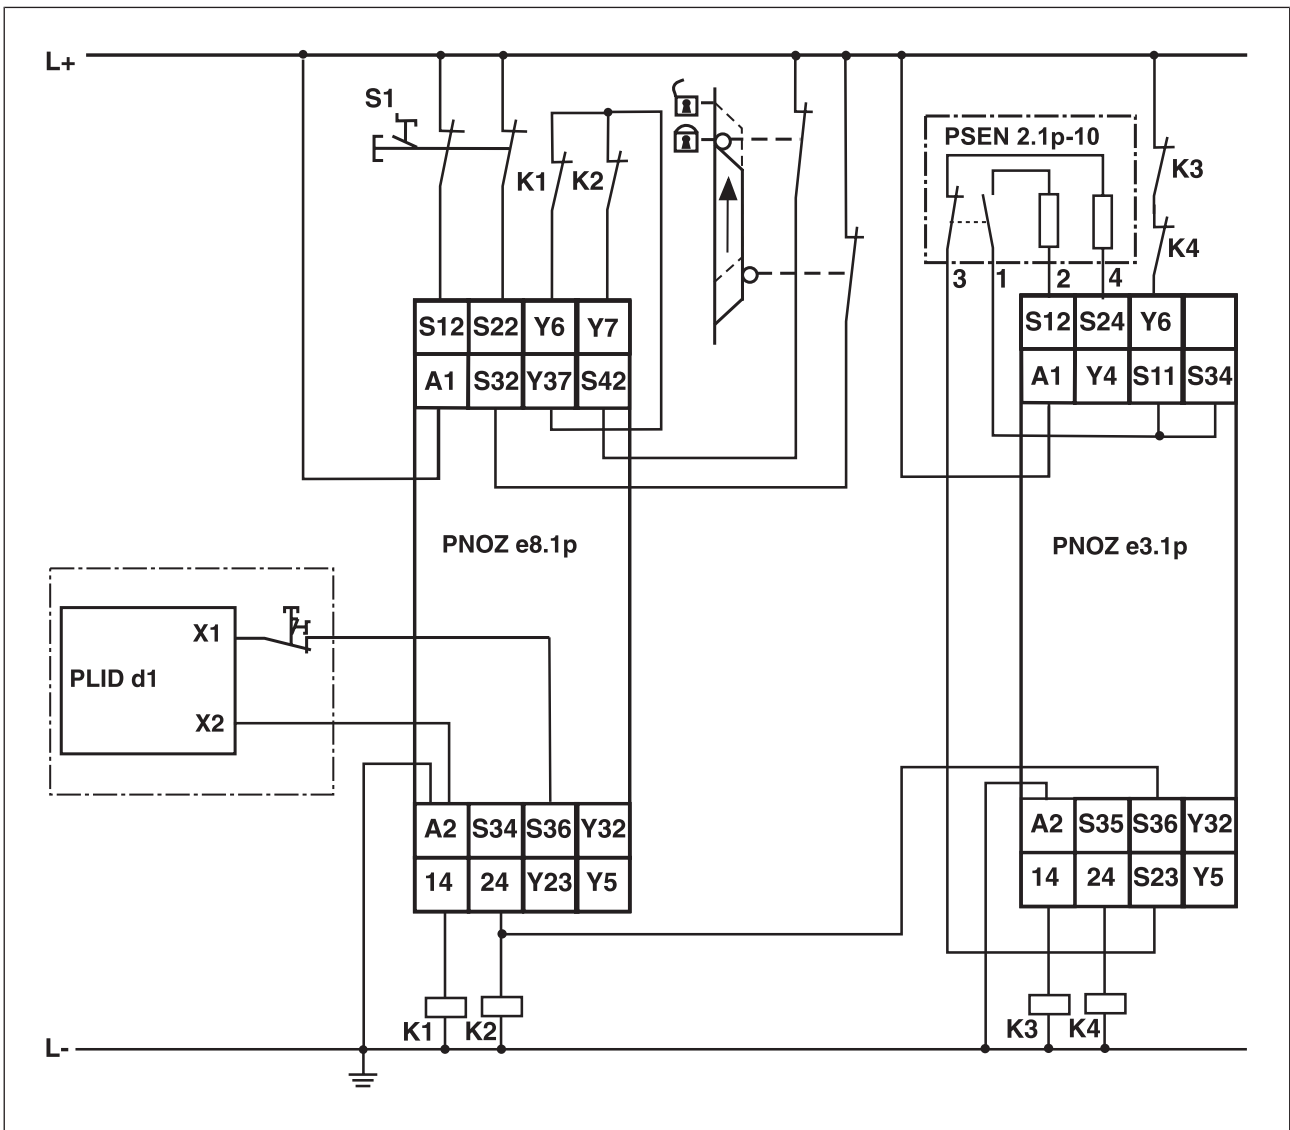 L+
S1
PSEN 2.1p-10
K1
K2
K3
K4
3
1
2
4
S12 S22 Y6 Y7
A1 S32 Y37 S42
S12 S24 Y6
A1 Y4 S11 S34
PNOZ e8.1p
PNOZ e3.1p
X1
PLID d1
X2
A2 S34 S36 Y32
14 24 Y23 Y5
A2 S35 S36 Y32
14 24 S23 Y5
K1
K2
K3
K4
L-